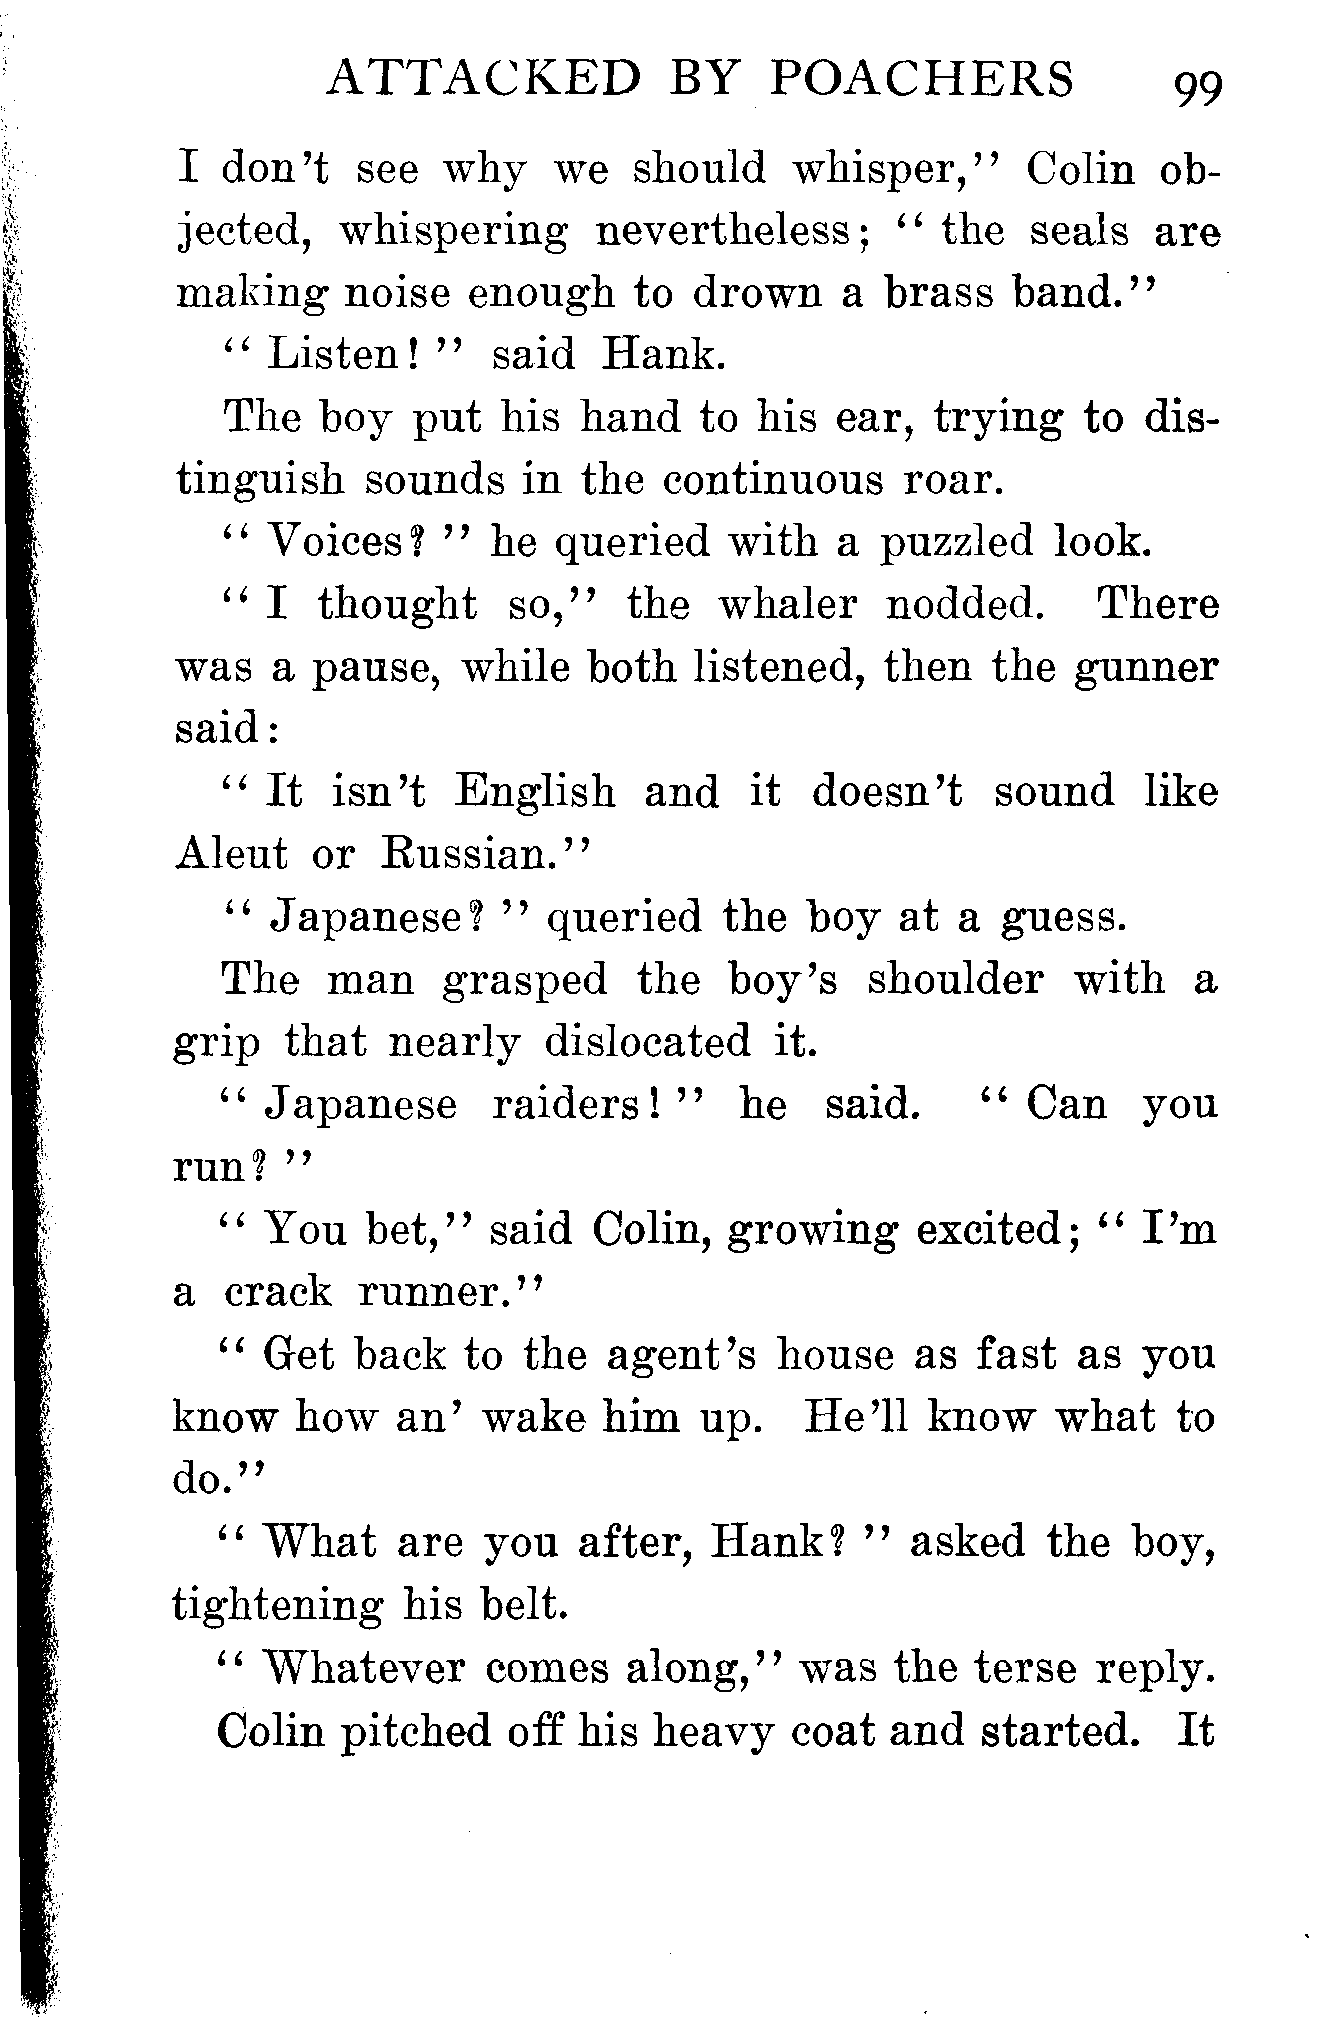 ATTACKED BY POACHERS 99
I don't see why we should whisper,” Colin ob-
jected, whispering nevertheless; “ the seals are
making noise enough to drown a brass band.”
“ Listen! ” said Hank.
The boy put his hand to his ear, trying to dis-
tinguish sounds in the continuous roar.
“ Voices? ” he queried with a puzzled look.
“ I thought so,” the whaler nodded. There
was a pause, while both listened, then the gunner
said:
“ It isn't English and it doesn't sound like
Aleut or Russian.”
“ Japanese? ” queried the boy at a guess.
The man grasped the boy's shoulder with a
grip that nearly dislocated it.
“ Japanese raiders! ” he said. “ Can you
run? ”
“ You bet,” said Colin, growing excited; “ I'm
a crack runner.”
“ Get back to the agent's house as fast as you
know how an' wake him up. He'll know what to
do.”
“ What are you after, Hank? ” asked the boy,
tightening his belt.
“ Whatever comes along,” was the terse reply.
Colin pitched off his heavy coat and started. It